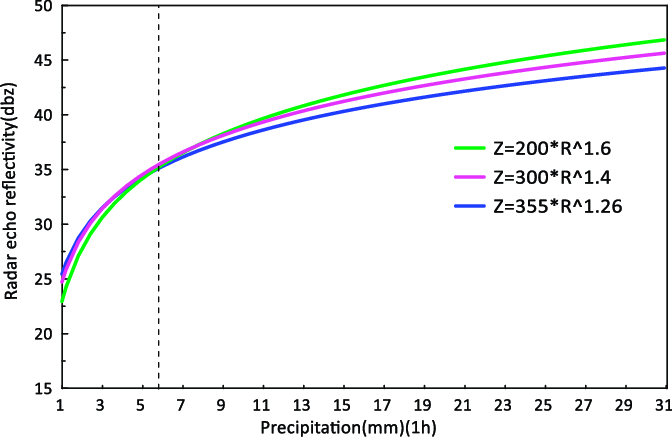 50
45
40
35
30
25
20
15
Radar echo reflectivity(dbz)
Z=200*R^1.6
Z=300*R^1.4
Z=355*R^1.26
1 3 5 7 9 11 13 15 17 19 21 23 25 27 29 31
Precipitation(mm)(1h)